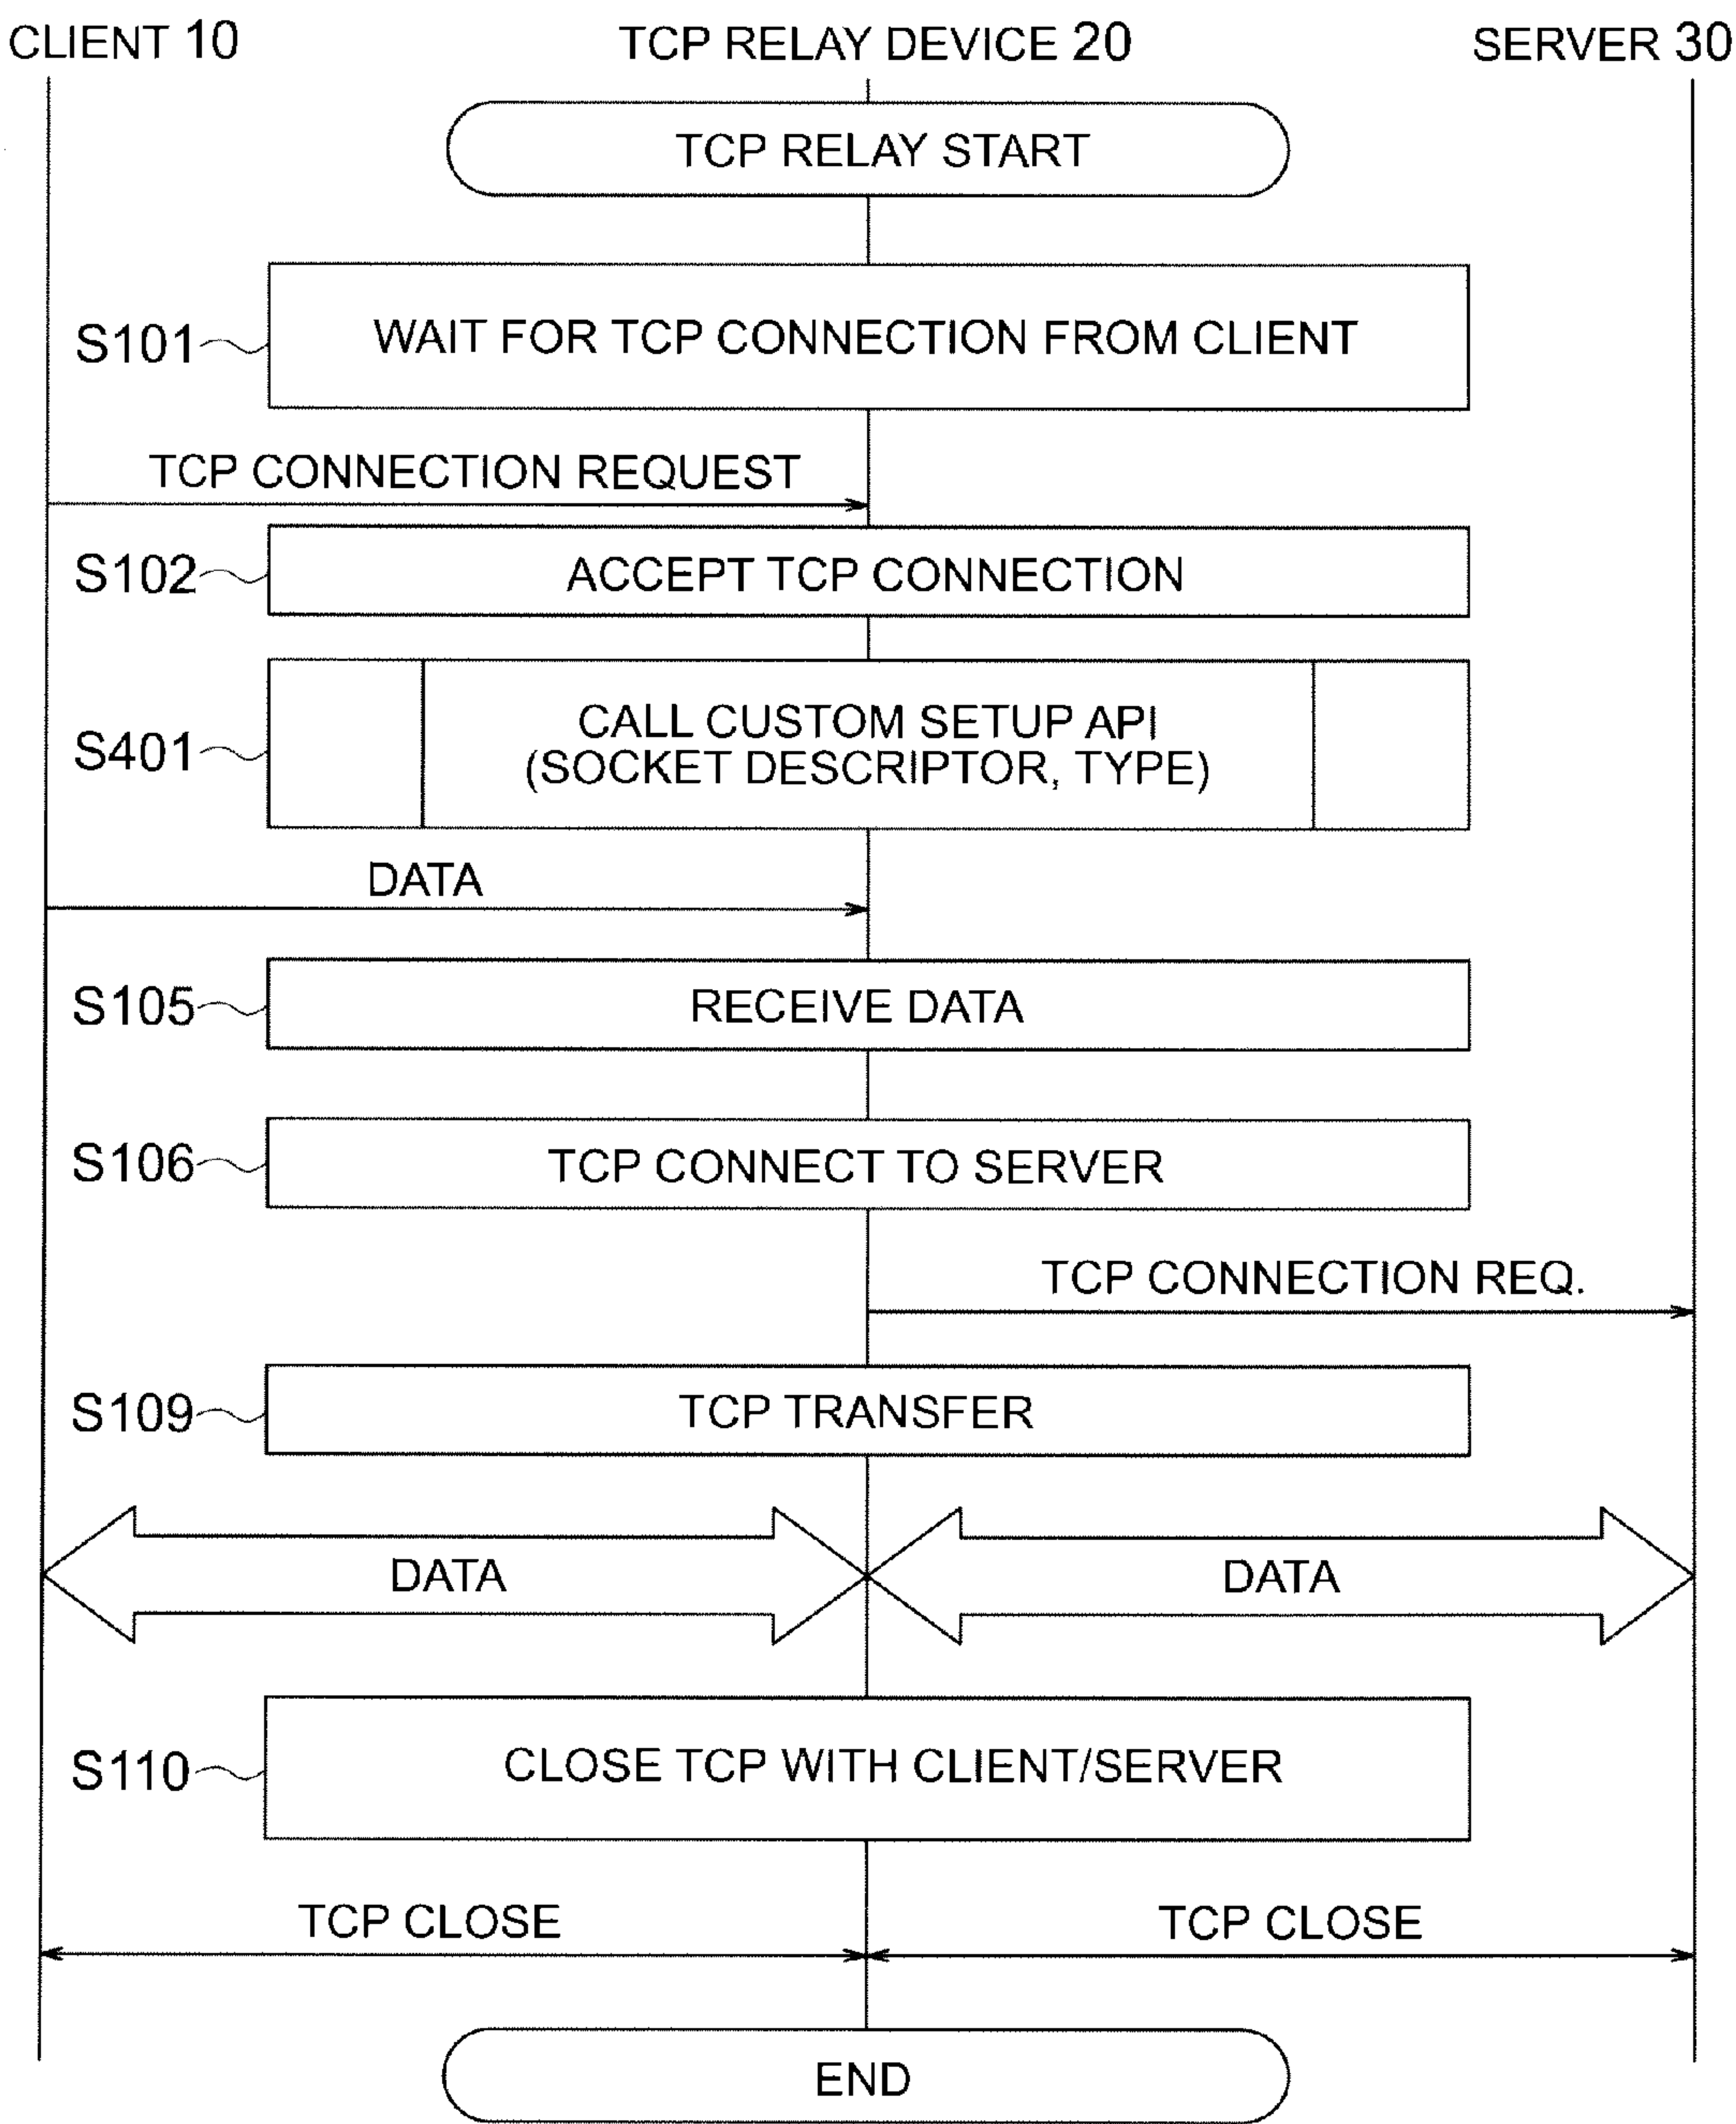 CLIENT 10
TCP RELAY DEVICE 20
SERVER 30
TCP RELAY START
S101
WAIT FOR TCP CONNECTION FROM CLIENT
TCP CONNECTION REQUEST
S102
ACCEPT TCP CONNECTION
S401
CALL CUSTOM SETUP API
(SOCKET DESCRIPTOR, TYPE)
DATA
S105
RECEIVE DATA
S106
TCP CONNECT TO SERVER
TCP CONNECTION REQ.
S109
TCP TRANSFER
DATA
DATA
S110
CLOSE TCP WITH CLIENT/SERVER
TCP CLOSE
TCP CLOSE
END